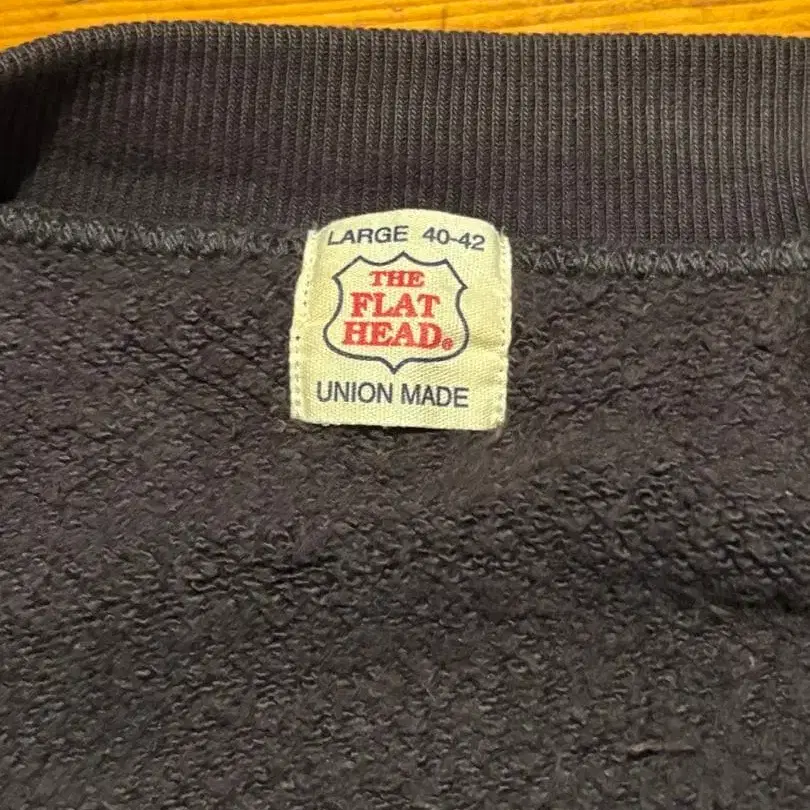 LARGE 40-42
THE
FLAT
HEAD®
UNION MADE